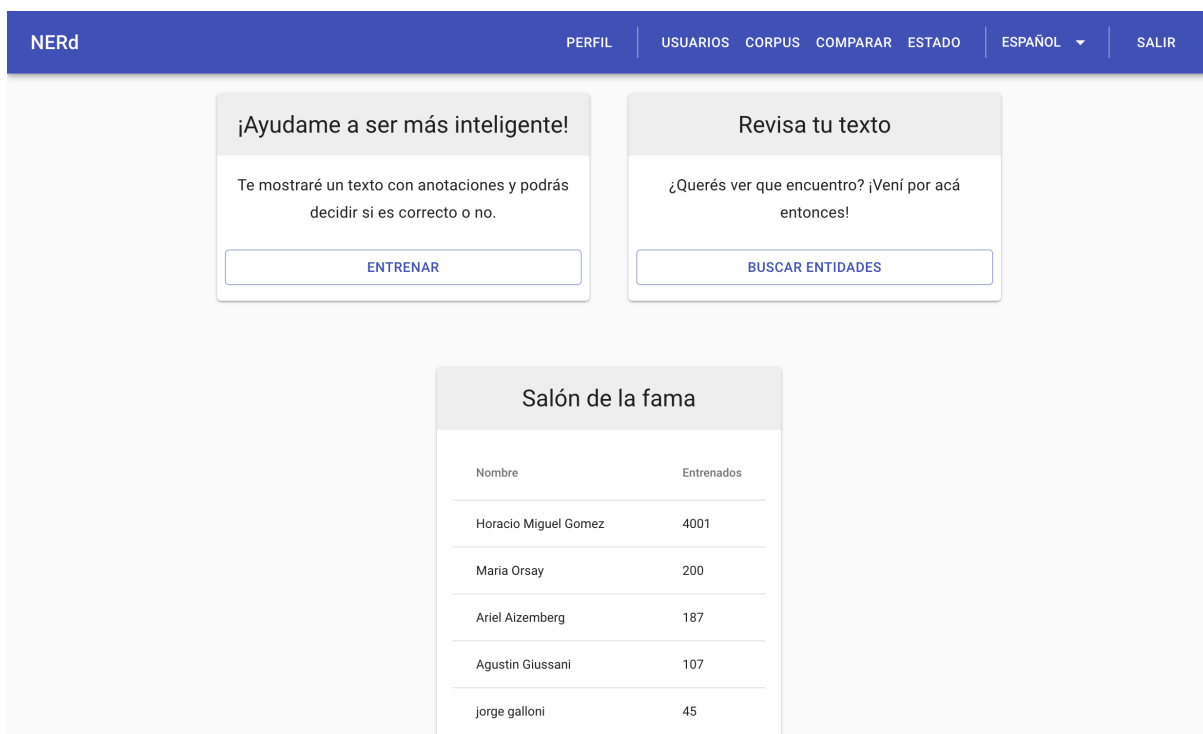 NERd
PERFIL
USUARIOS CORPUS COMPARAR ESTADO
ESPAÑOL
SALIR
¡Ayudame a ser más inteligente!
Te mostraré un texto con anotaciones y podrás
decidir si es correcto o no.
ENTRENAR
Revisa tu texto
¿Querés ver que encuentro? ¡Vení por acá
entonces!
BUSCAR ENTIDADES
Salón de la fama
Nombre Entrenados
Horacio Miguel Gomez 4001
Maria Orsay 200
Ariel Aizemberg 187
Agustin Giussani 107
jorge galloni 45